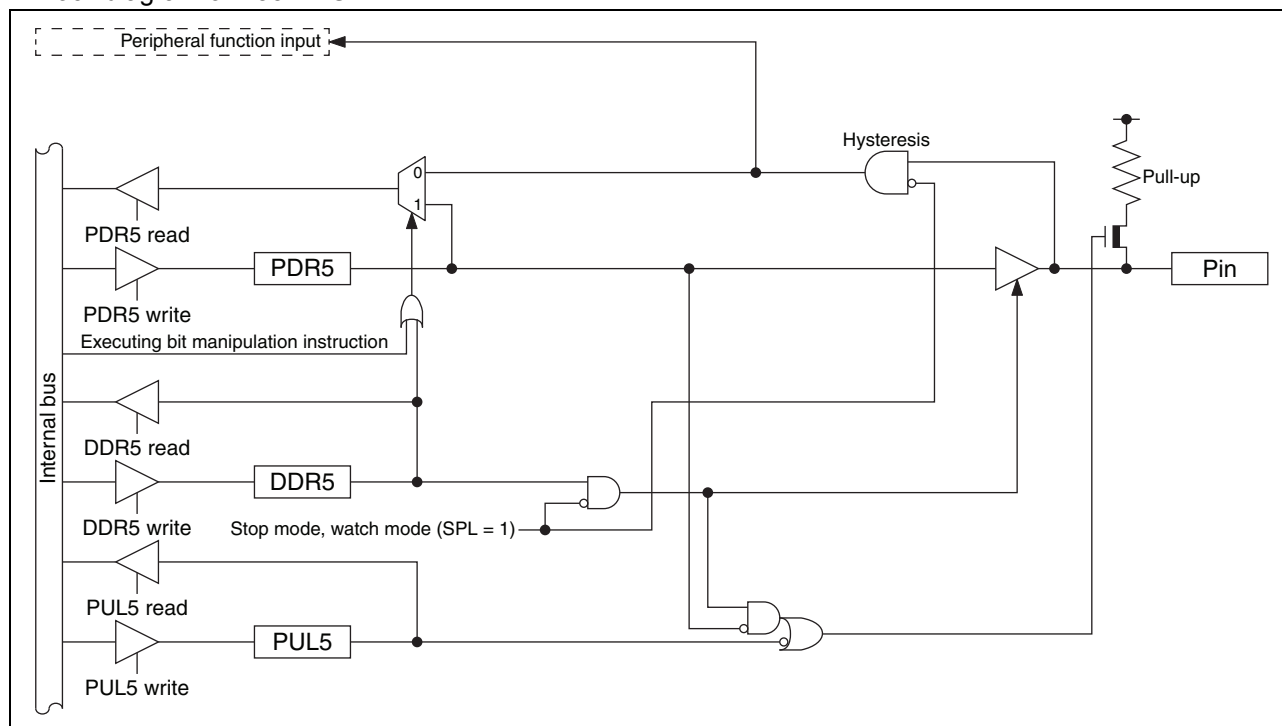 Peripheral function input
Hysteresis
0
Pull-up
1
PDR5 read
PDR5
Pin
PDR5 write
Executing bit manipulation instruction
Internal bus
DDR5 read
DDR5
DDR5 write
Stop mode, watch mode (SPL = 1)
PUL5 read
PUL5
PUL5 write